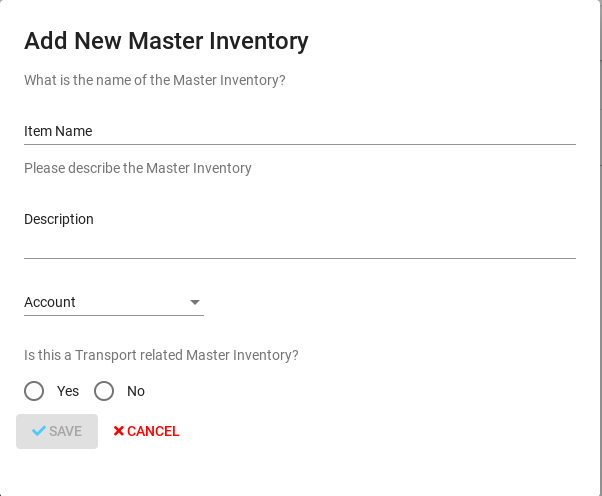 Add New Master Inventory
What is the name of the Master Inventory?
Item Name
Please describe the Master Inventory
Description
Account
Is this a Transport related Master Inventory?
Yes No
SAVE CANCEL